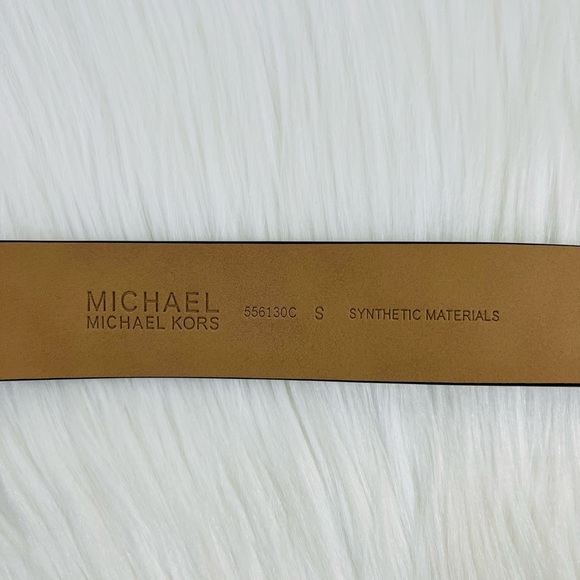 MICHAEL
MICHAEL KORS
556130C S SYNTHETIC MATERIALS